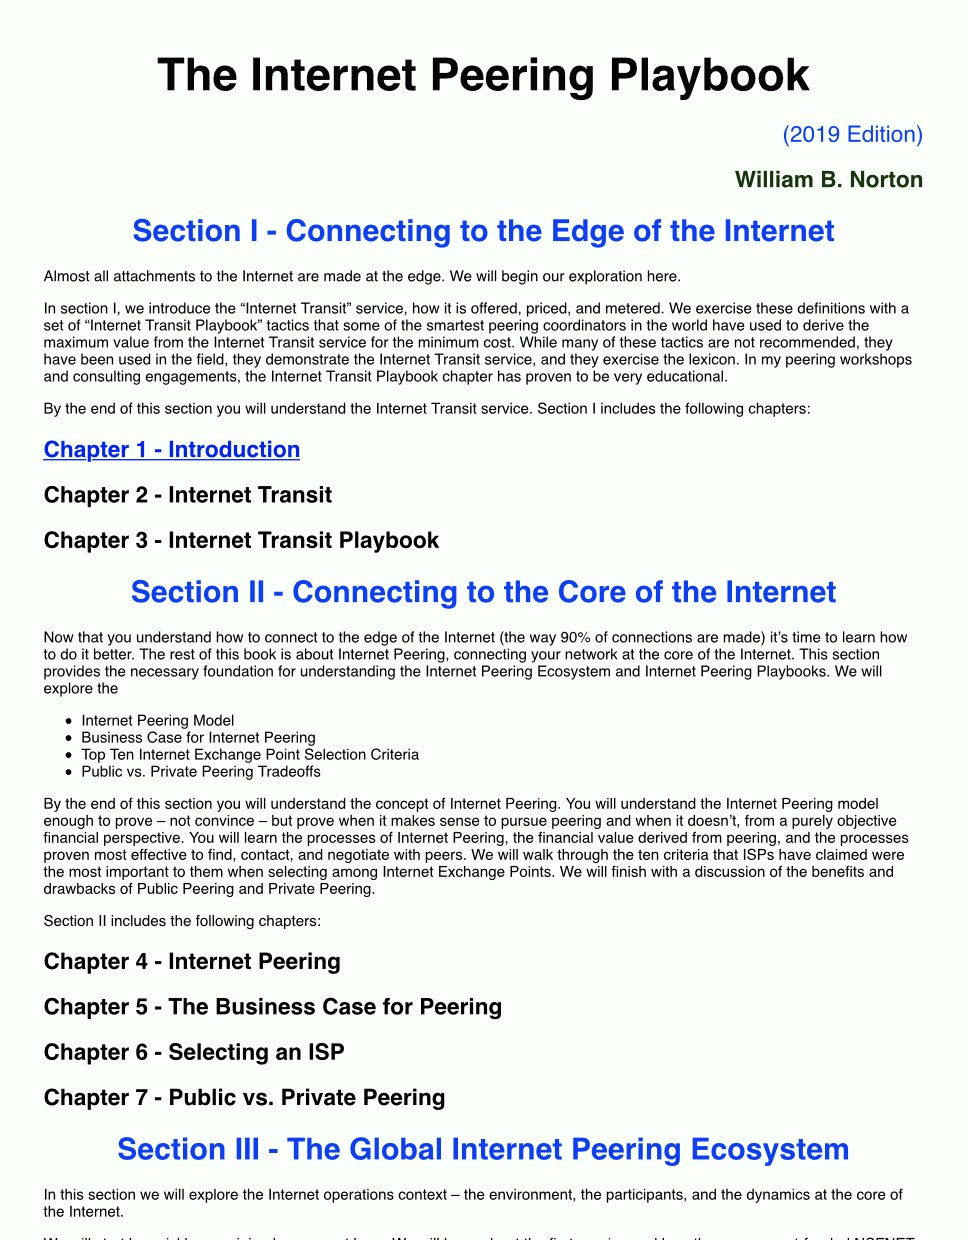 The Internet Peering Playbook
(2019 Edition)
William B. Norton
Section I - Connecting to the Edge of the Internet
Almost all attachments to the Internet are made at the edge. We will begin our exploration here.
In section I, we introduce the “Internet Transit” service, how it is offered, priced, and metered. We exercise these definitions with a
set of “Internet Transit Playbook” tactics that some of the smartest peering coordinators in the world have used to derive the
maximum value from the Internet Transit service for the minimum cost. While many of these tactics are not recommended, they
have been used in the field, they demonstrate the Internet Transit service, and they exercise the lexicon. In my peering workshops
and consulting engagements, the Internet Transit Playbook chapter has proven to be very educational.
By the end of this section you will understand the Internet Transit service. Section I includes the following chapters:
Chapter 1 - Introduction
Chapter 2 - Internet Transit
Chapter 3 - Internet Transit Playbook
Section II - Connecting to the Core of the Internet
Now that you understand how to connect to the edge of the Internet (the way 90% of connections are made) it’s time to learn how
to do it better. The rest of this book is about Internet Peering, connecting your network at the core of the Internet. This section
provides the necessary foundation for understanding the Internet Peering Ecosystem and Internet Peering Playbooks. We will
explore the
• Internet Peering Model
• Business Case for Internet Peering
• Top Ten Internet Exchange Point Selection Criteria
• Public vs. Private Peering Tradeoffs
By the end of this section you will understand the concept of Internet Peering. You will understand the Internet Peering model
enough to prove – not convince – but prove when it makes sense to pursue peering and when it doesn’t, from a purely objective
financial perspective. You will learn the processes of Internet Peering, the financial value derived from peering, and the processes
proven most effective to find, contact, and negotiate with peers. We will walk through the ten criteria that ISPs have claimed were
the most important to them when selecting among Internet Exchange Points. We will finish with a discussion of the benefits and
drawbacks of Public Peering and Private Peering.
Section II includes the following chapters:
Chapter 4 - Internet Peering
Chapter 5 - The Business Case for Peering
Chapter 6 - Selecting an ISP
Chapter 7 - Public vs. Private Peering
Section III - The Global Internet Peering Ecosystem
In this section we will explore the Internet operations context – the environment, the participants, and the dynamics at the core of
the Internet.